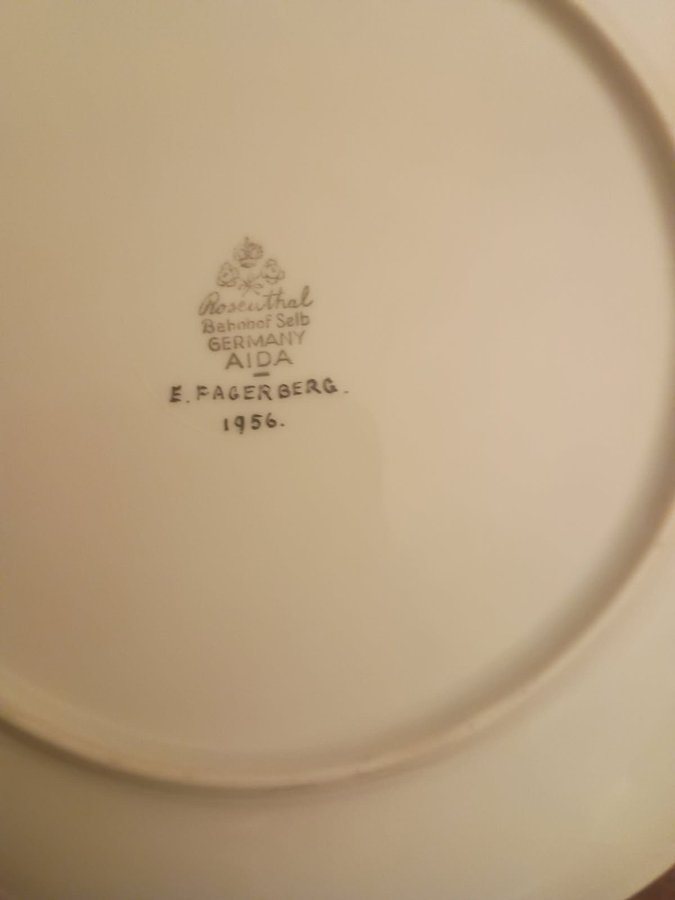 Rosenthal
Bahnhof Selb
GERMANY
AIDA
E. FAGERBERG.
1956.